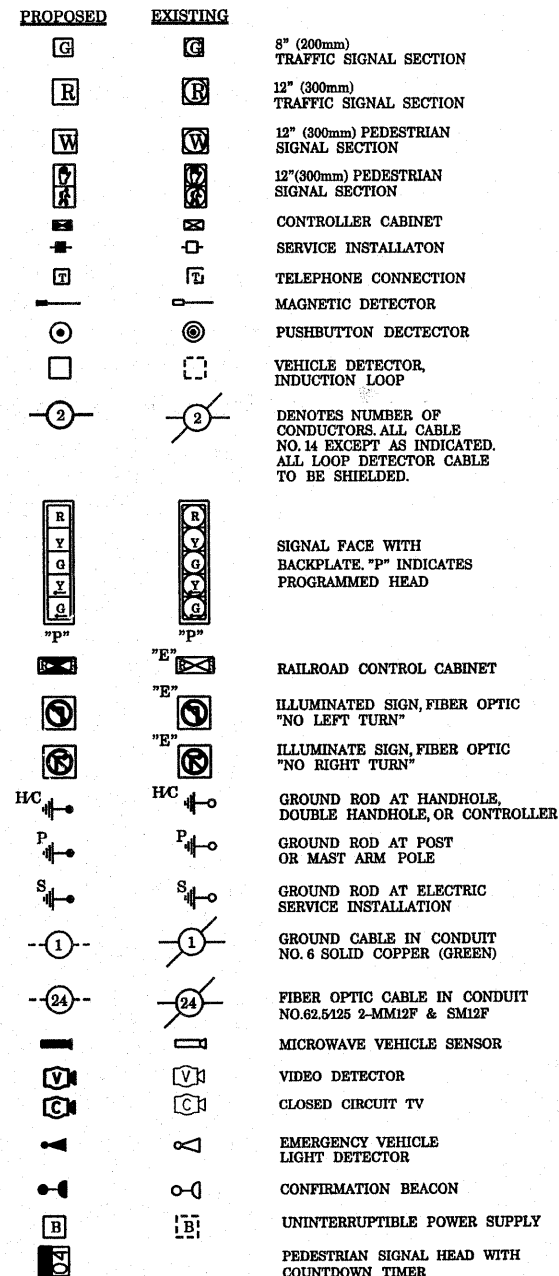 PROPOSED EXISTING
G G 8" (200mm)
TRAFFIC SIGNAL SECTION
R R 12" (300mm)
TRAFFIC SIGNAL SECTION
W W 12" (300mm) PEDESTRIAN
SIGNAL SECTION
12"(300mm) PEDESTRIAN
SIGNAL SECTION
CONTROLLER CABINET
SERVICE INSTALLATON
T T TELEPHONE CONNECTION
MAGNETIC DETECTOR
PUSHBUTTON DECTECTOR
VEHICLE DETECTOR,
INDUCTION LOOP
2 2 DENOTES NUMBER OF
CONDUCTORS. ALL CABLE
NO. 14 EXCEPT AS INDICATED.
ALL LOOP DETECTOR CABLE
TO BE SHIELDED.
R R
Y Y SIGNAL FACE WITH
G G BACKPLATE. "P" INDICATES
Y Y PROGRAMMED HEAD
G G
"P" "P"
"E" RAILROAD CONTROL CABINET
"E" ILLUMINATED SIGN, FIBER OPTIC
"NO LEFT TURN"
"E" ILLUMINATE SIGN, FIBER OPTIC
"NO RIGHT TURN"
H/C H/C GROUND ROD AT HANDHOLE,
DOUBLE HANDHOLE, OR CONTROLLER
P P GROUND ROD AT POST
OR MAST ARM POLE
S S GROUND ROD AT ELECTRIC
SERVICE INSTALLATION
1 1 GROUND CABLE IN CONDUIT
NO. 6 SOLID COPPER (GREEN)
24 24 FIBER OPTIC CABLE IN CONDUIT
NO.62.5/125 2-MM12F & SM12F
MICROWAVE VEHICLE SENSOR
V V VIDEO DETECTOR
C C CLOSED CIRCUIT TV
EMERGENCY VEHICLE
LIGHT DETECTOR
CONFIRMATION BEACON
B B UNINTERRUPTIBLE POWER SUPPLY
PEDESTRIAN SIGNAL HEAD WITH
COUNTDOWN TIMER